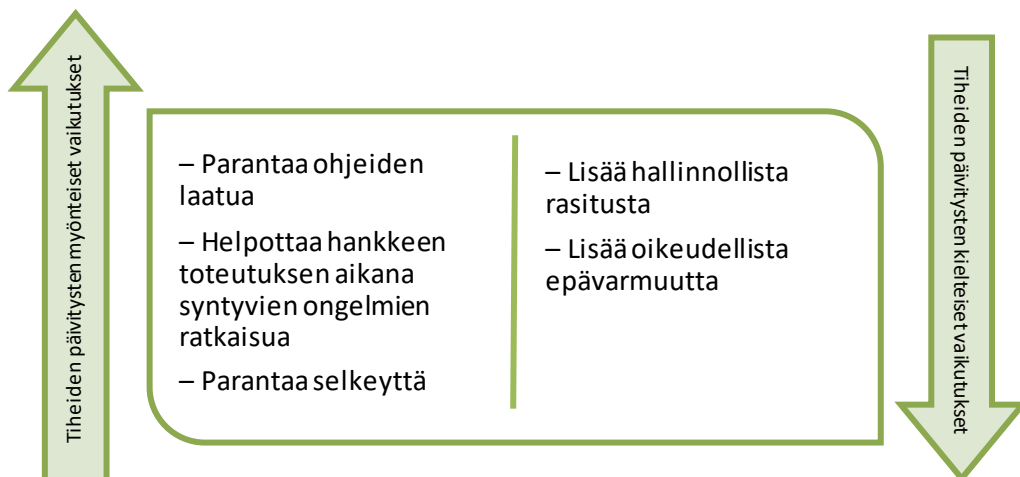 Tiheiden päivitysten myönteiset vaikutukset
– Parantaa ohjeiden
laatua
– Helpottaa hankkeen
toteutuksen aikana
syntyvien ongelmien
ratkaisua
– Parantaa selkeyttä
– Lisää hallinnollista
rasitusta
– Lisää oikeudellista
epävarmuutta
Tiheiden päivitysten kielteiset vaikutukset